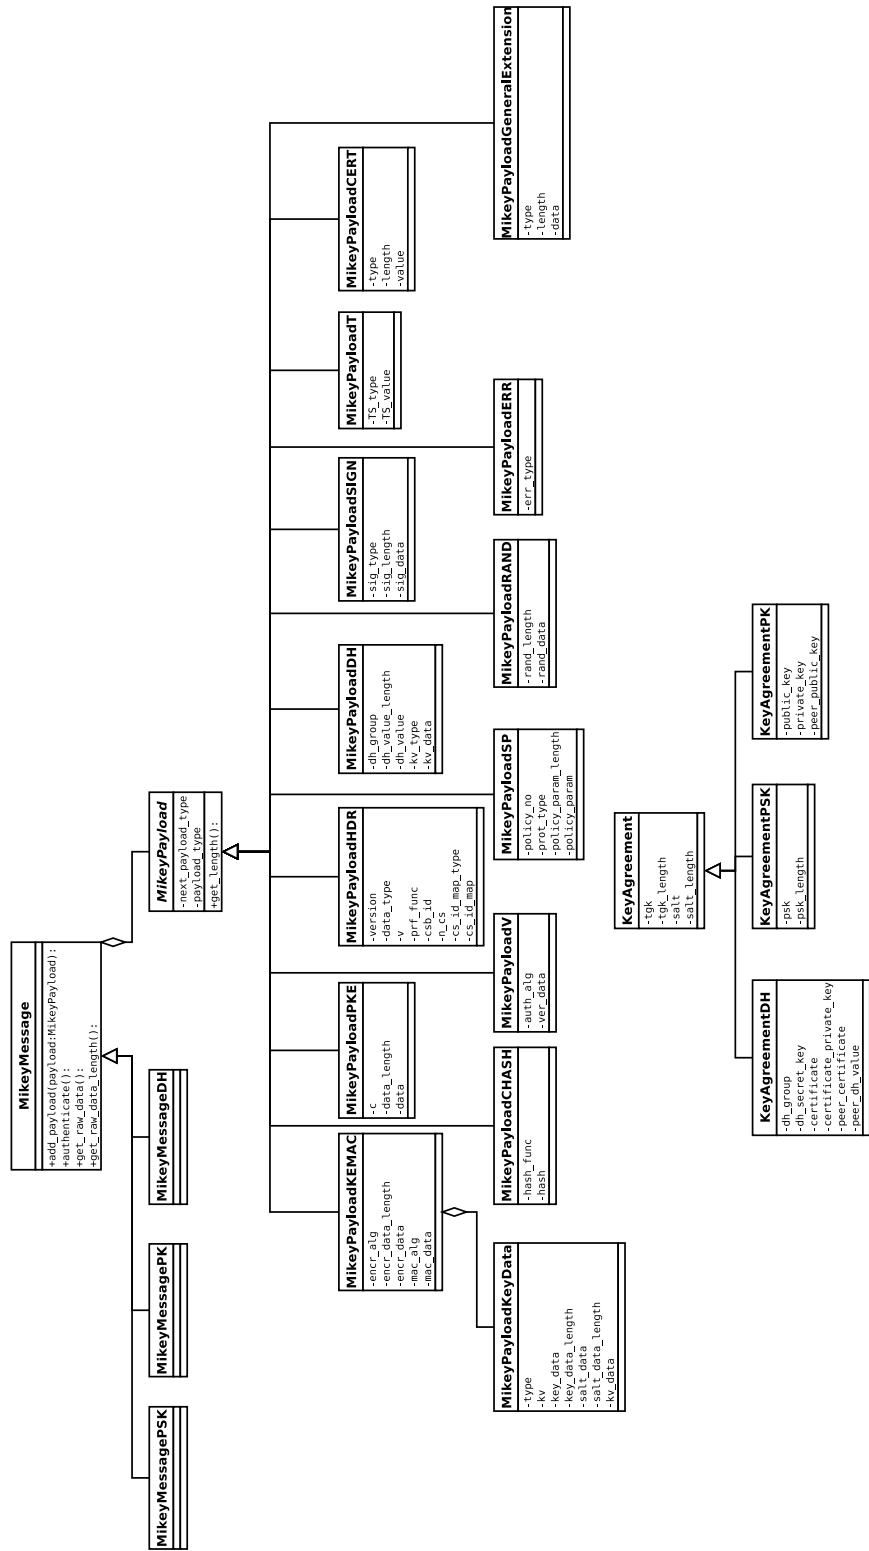 MikeyMessage
+add_payload(payload:MikeyPayload):
+authenticate():
+get_raw_data():
+get_raw_data_length():
MikeyMessagePSK
MikeyMessagePK
MikeyMessageDH
MikeyPayload
-next_payload_type
-payload_type
+get_length():
MikeyPayloadKEMAC
-encr_alg
-encr_data_length
-encr_data
-mac_alg
-mac_data
MikeyPayloadPKE
-c
-data_length
-data
MikeyPayloadHDR
-version
-data_type
-v
-prf_func
-csb_id
-n_cs
-cs_id_map_type
-cs_id_map
MikeyPayloadDH
-dh_group
-dh_value_length
-dh_value
-kv_type
-kv_data
MikeyPayloadSIGN
-sig_type
-sig_length
-sig_data
MikeyPayloadT
-TS_type
-TS_value
MikeyPayloadCERT
-type
-length
-value
MikeyPayloadKeyData
-type
-kv
-key_data
-key_data_length
-salt_data
-salt_data_length
-kv_data
MikeyPayloadCHASH
-hash_func
-hash
MikeyPayloadV
-auth_alg
-ver_data
MikeyPayloadSP
-policy_no
-prot_type
-policy_param_length
-policy_param
MikeyPayloadRAND
-rand_length
-rand_data
MikeyPayloadERR
-err_type
MikeyPayloadGeneralExtension
-type
-length
-data
KeyAgreement
-tgk
-tgk_length
-salt
-salt_length
KeyAgreementDH
-dh_group
-dh_secret_key
-certificate
-certificate_private_key
-peer_certificate
-peer_dh_value
KeyAgreementPSK
-psk
-psk_length
KeyAgreementPK
-public_key
-private_key
-peer_public_key